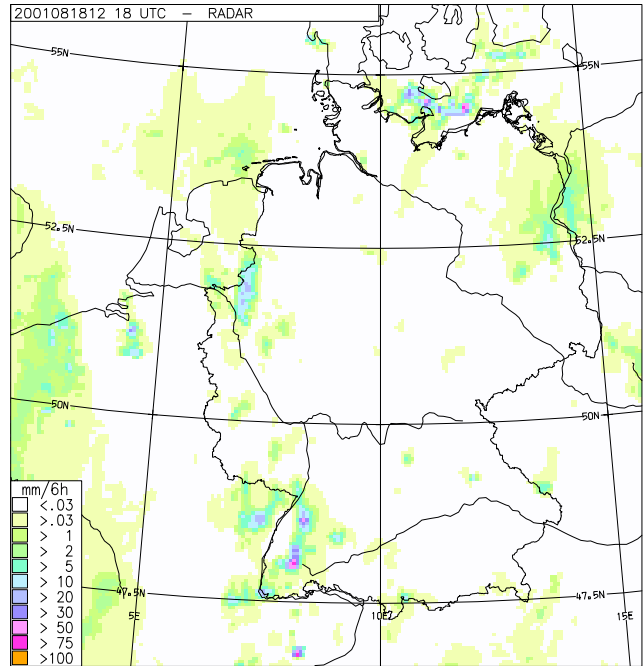 2001081812 18 UTC - RADAR
55N
55N
52.5N
52.5N
50N
50N
47.5N
47.5N
5E
10EZ
15E
mm/6h
<.03
>.03
> 1
> 2
> 5
> 10
> 20
> 30
> 50
> 75
>100